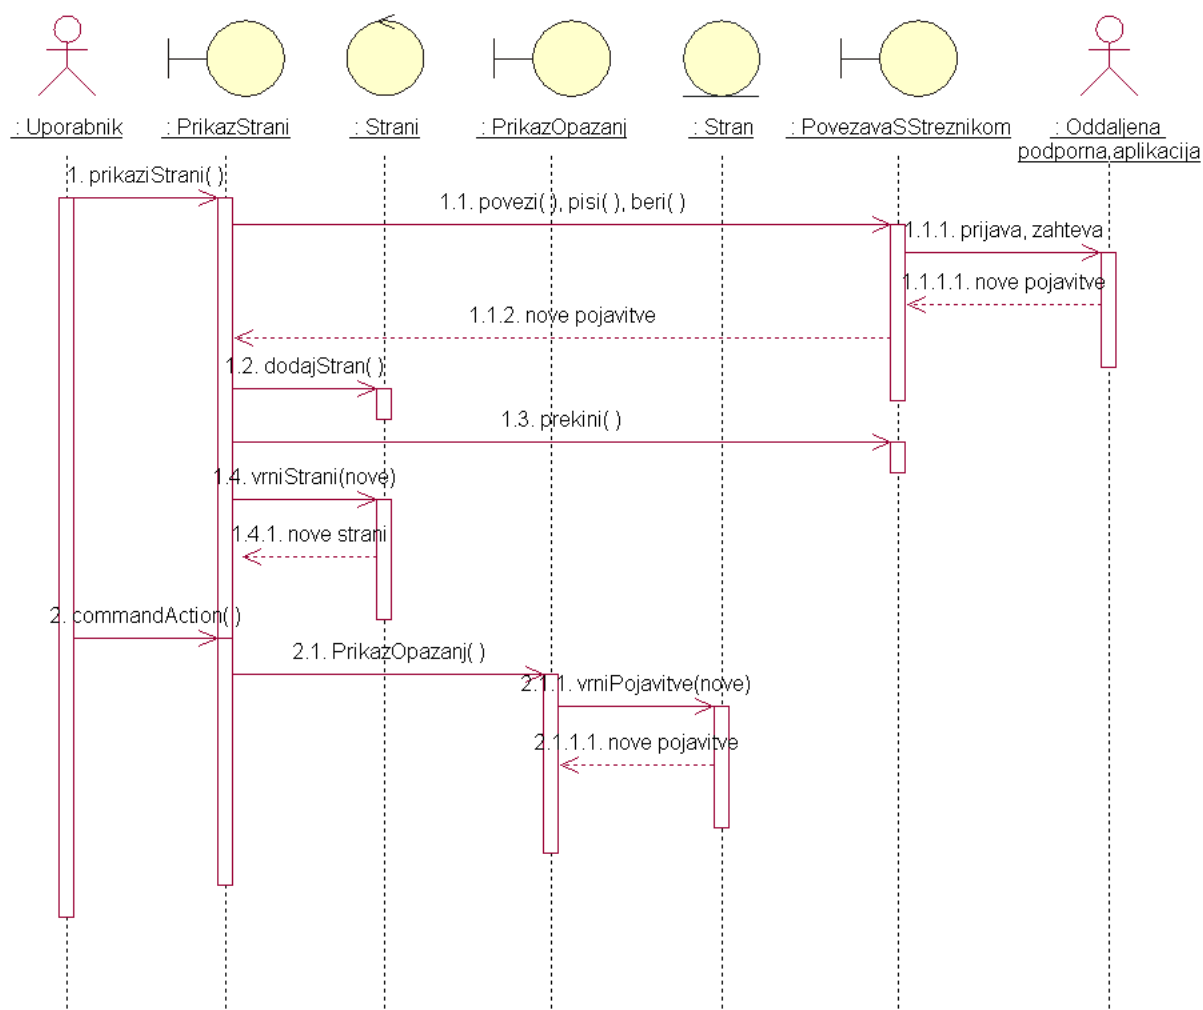 : Uporabnik
: PrikazStrani
: Strani
: PrikazOpazanj
: Stran
: PovezavaSStreznikom
: Oddaljena
podporna,aplikacija
1. prikaziStrani( )
1.1. povezi( ), pisi( ), beri( )
1.1.1. prijava, zahteva
1.1.1.1. nove pojavitve
1.1.2. nove pojavitve
1.2. dodajStran( )
1.3. prekini( )
1.4. vrniStrani(nove)
1.4.1. nove strani
2. commandAction( )
2.1. PrikazOpazanj( )
2.1.1. vrniPojavitve(nove)
2.1.1.1. nove pojavitve